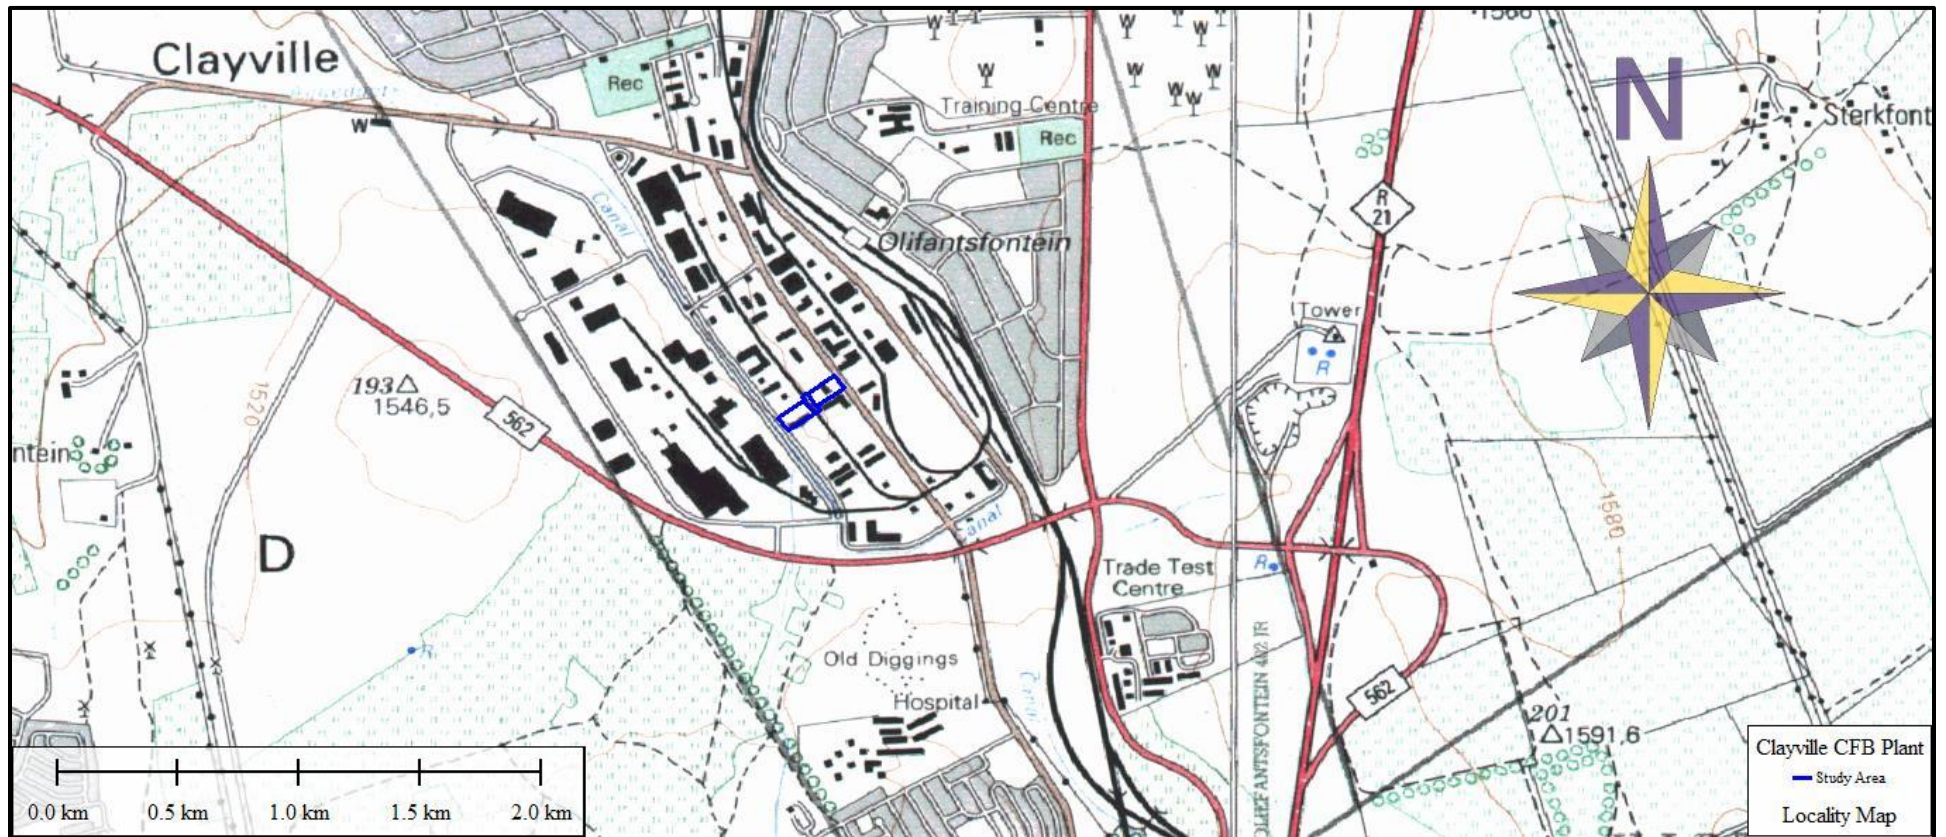 1568
Clayville
N
Rec
W
W
W
W
W
W
W
W
W
W
Training Centre
Rec
Sterkfont
W
R
21
Canal
Olifantsfontein
Tower
R
193
1546,5
1520
562
ntein
1580
Canal
D
Trade Test
Centre
R
Old Diggings
Hospital
R
562
201
1591,6
OLIEFANTSFONTEIN 402 JR
Clayville CFB Plant
Study Area
Locality Map
0.0 km 0.5 km 1.0 km 1.5 km 2.0 km